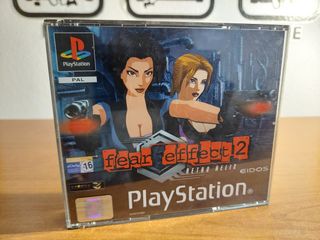 PlayStation
PAL
fear effect 2
RETRO HELIX
16
EIDOS
PlayStation